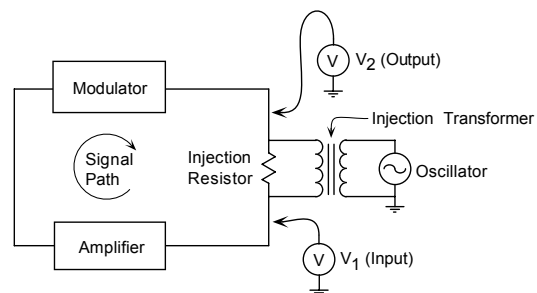 V
V2 (Output)
Modulator
Injection Transformer
Signal
Path
Injection
Resistor
Oscillator
Amplifier
V
V1 (Input)